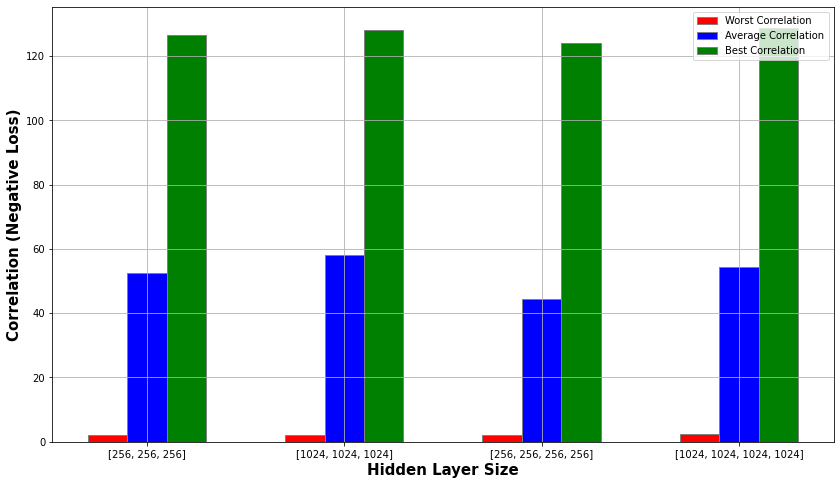 Worst Correlation
Average Correlation
Best Correlation
Correlation (Negative Loss)
120
100
80
60
40
20
0
[256, 256, 256]
[1024, 1024, 1024]
[256, 256, 256, 256]
[1024, 1024, 1024, 1024]
Hidden Layer Size